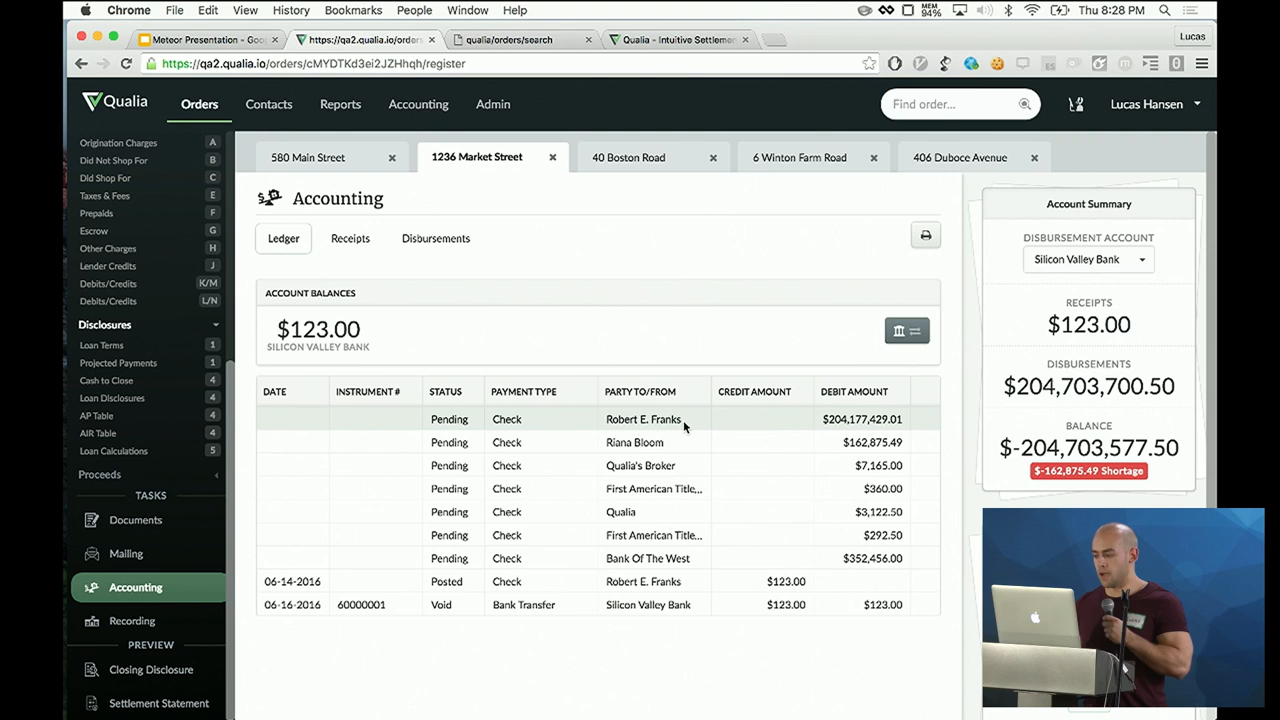 Chrome File Edit View History Bookmarks People Window Help MEM 94% Thu 8:28 PM
Meteor Presentation - Goo × https://qa2.qualia.io/orders × qualia/orders/search × Qualia – Intuitive Settleme × Lucas
https://qa2.qualia.io/orders/cMYDTKd3ei2JZHhqh/register
Qualia Orders Contacts Reports Accounting Admin Find order... Lucas Hansen
Origination Charges A
Did Not Shop For B
Did Shop For C
Taxes & Fees E
Prepaids F
Escrow G
Other Charges H
Lender Credits J
Debits/Credits K/M
Debits/Credits L/N
Disclosures
Loan Terms 1
Projected Payments 1
Cash to Close 4
Loan Disclosures 4
AP Table 4
AIR Table 4
Loan Calculations 5
Proceeds
TASKS
Documents
Mailing
Accounting
Recording
PREVIEW
Closing Disclosure
Settlement Statement
580 Main Street × 1236 Market Street × 40 Boston Road × 6 Winton Farm Road × 406 Duboce Avenue ×
Accounting
Ledger Receipts Disbursements
ACCOUNT BALANCES
$123.00
SILICON VALLEY BANK
DATE INSTRUMENT # STATUS PAYMENT TYPE PARTY TO/FROM CREDIT AMOUNT DEBIT AMOUNT
Pending Check Robert E. Franks $204,177,429.01
Pending Check Riana Bloom $162,875.49
Pending Check Qualia's Broker $7,165.00
Pending Check First American Title... $360.00
Pending Check Qualia $3,122.50
Pending Check First American Title... $292.50
Pending Check Bank Of The West $352,456.00
06-14-2016 Posted Check Robert E. Franks $123.00
06-16-2016 60000001 Void Bank Transfer Silicon Valley Bank $123.00 $123.00
Account Summary
DISBURSEMENT ACCOUNT
Silicon Valley Bank
RECEIPTS
$123.00
DISBURSEMENTS
$204,703,700.50
BALANCE
$-204,703,577.50
$-162,875.49 Shortage